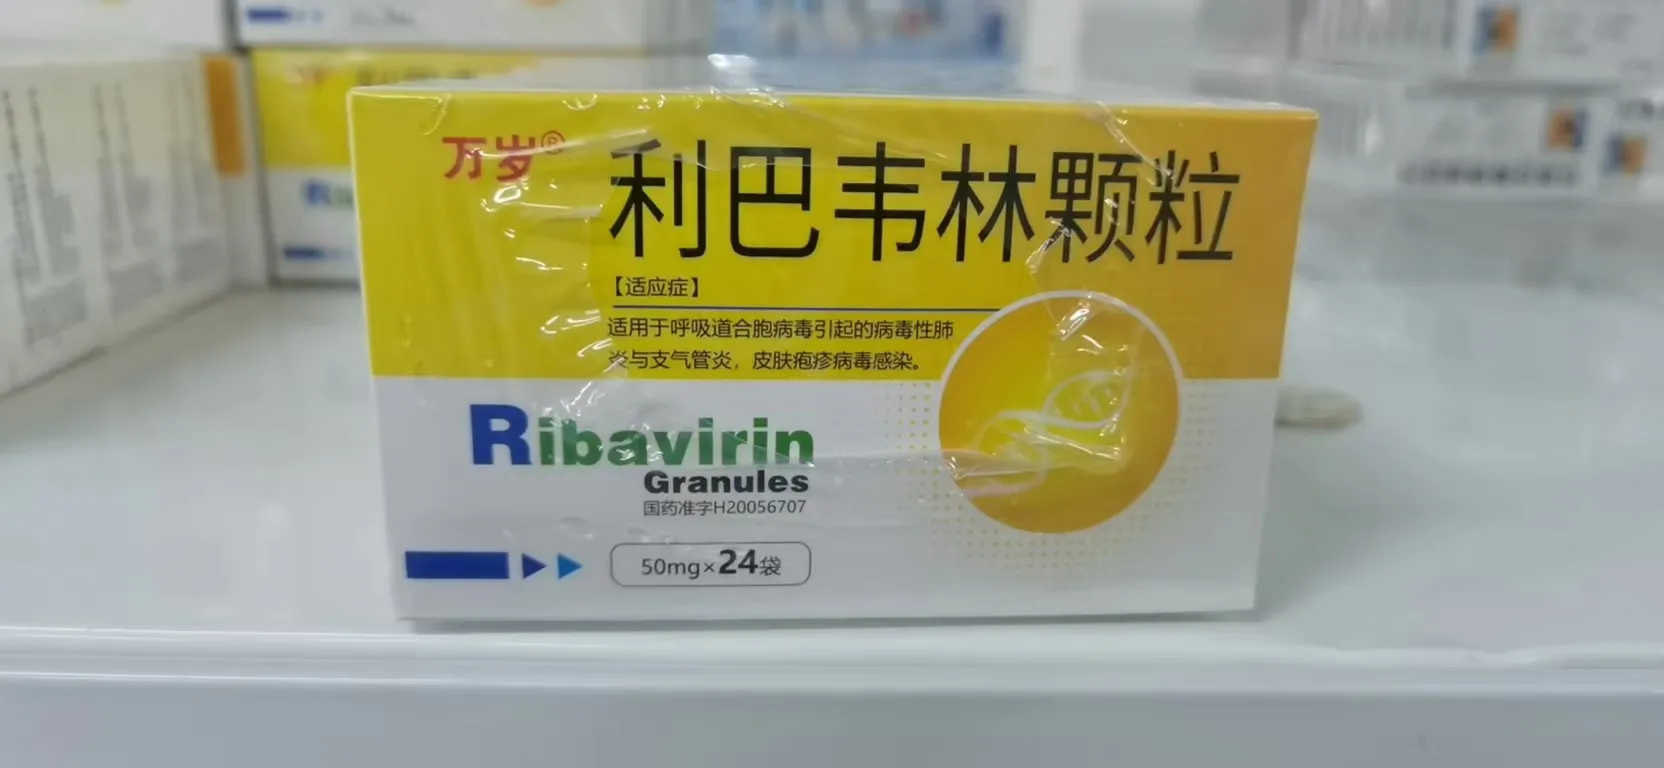 万岁®
利巴韦林颗粒
【适应症】
适用于呼吸道合胞病毒引起的病毒性肺
炎与支气管炎，皮肤疱疹病毒感染。
Ribavirin
Granules
国药准字H20056707
50mg×24袋